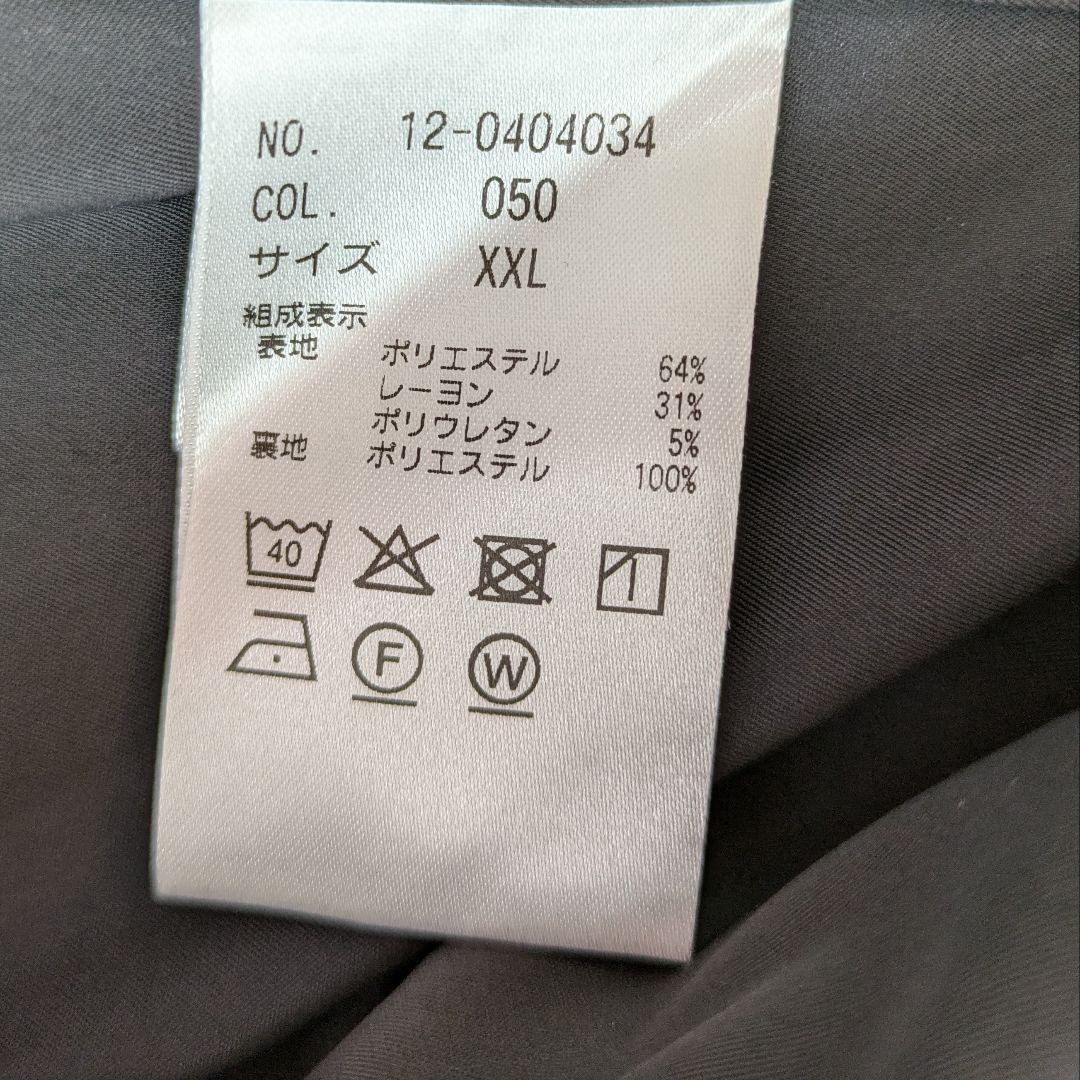 NO. 12-0404034
COL. 050
サイズ XXL
組成表示
表地 ポリエステル 64%
レーヨン 31%
ポリウレタン 5%
裏地 ポリエステル 100%
40
F
W